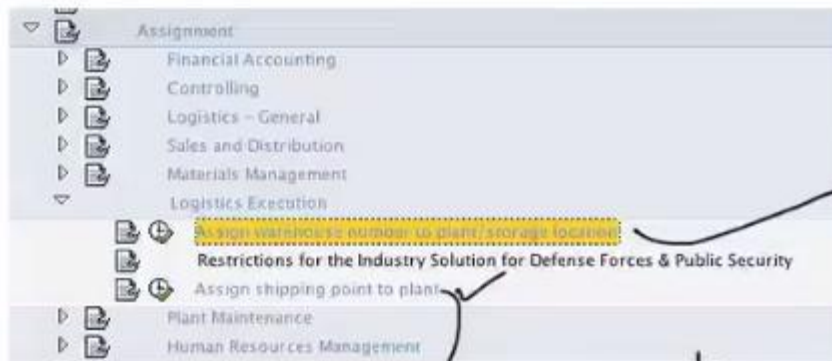 Assignment
Financial Accounting
Controlling
Logistics – General
Sales and Distribution
Materials Management
Logistics Execution
Assign warehouse number to plant/storage location
Restrictions for the Industry Solution for Defense Forces & Public Security
Assign shipping point to plant
Plant Maintenance
Human Resources Management